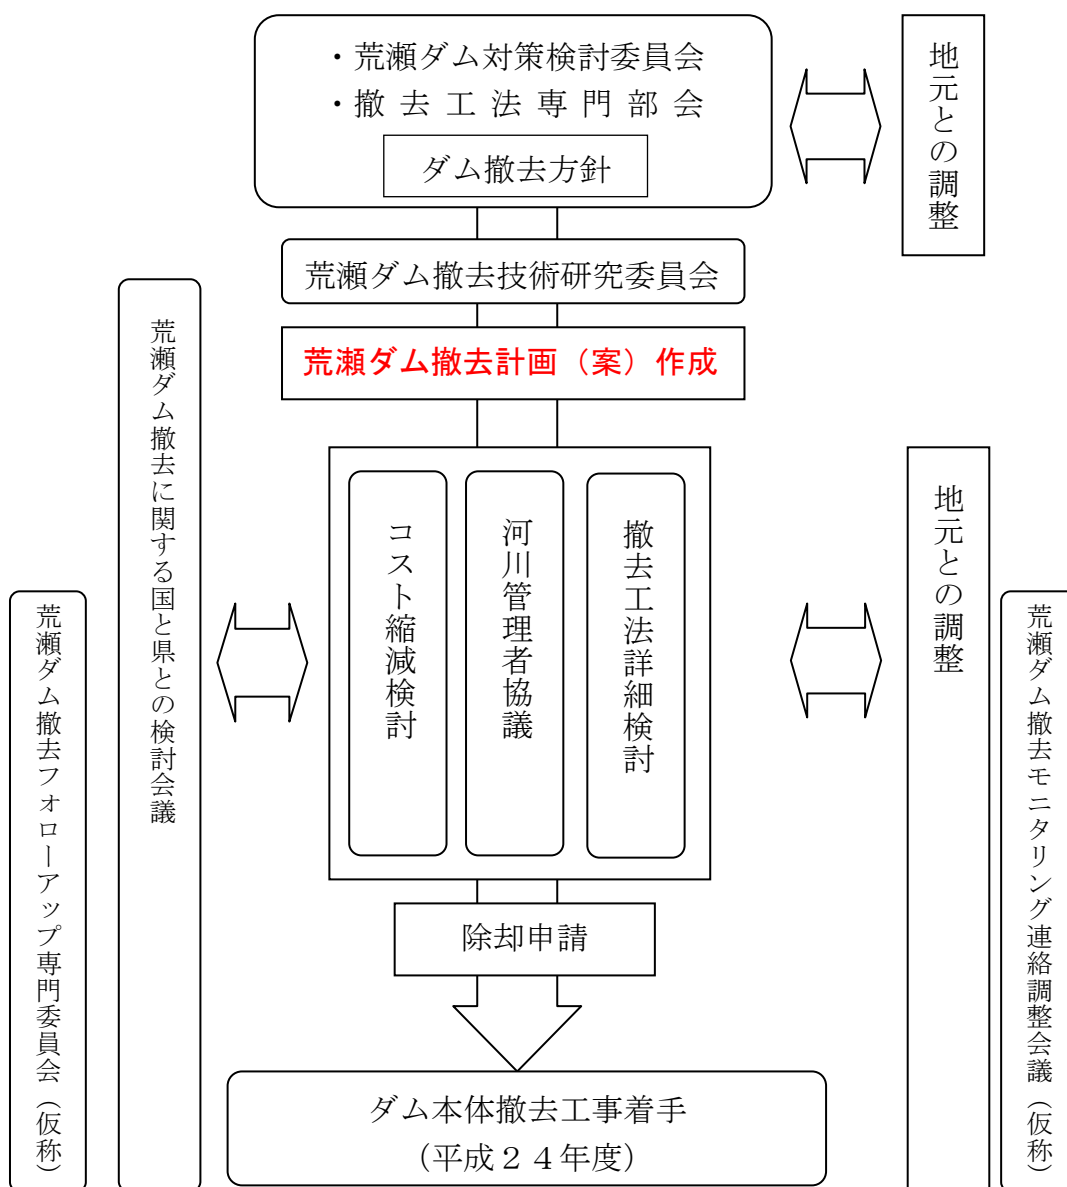 ・荒瀬ダム対策検討委員会
・撤去工法専門部会
ダム撤去方針
地元との調整
荒瀬ダム撤去技術研究委員会
荒瀬ダム撤去計画（案）作成
コスト縮減検討
河川管理者協議
撤去工法詳細検討
荒瀬ダム撤去フォローアップ専門委員会（仮称）
荒瀬ダム撤去に関する国と県との検討会議
地元との調整
荒瀬ダム撤去モニタリング連絡調整会議（仮称）
除却申請
ダム本体撤去工事着手
（平成２４年度）